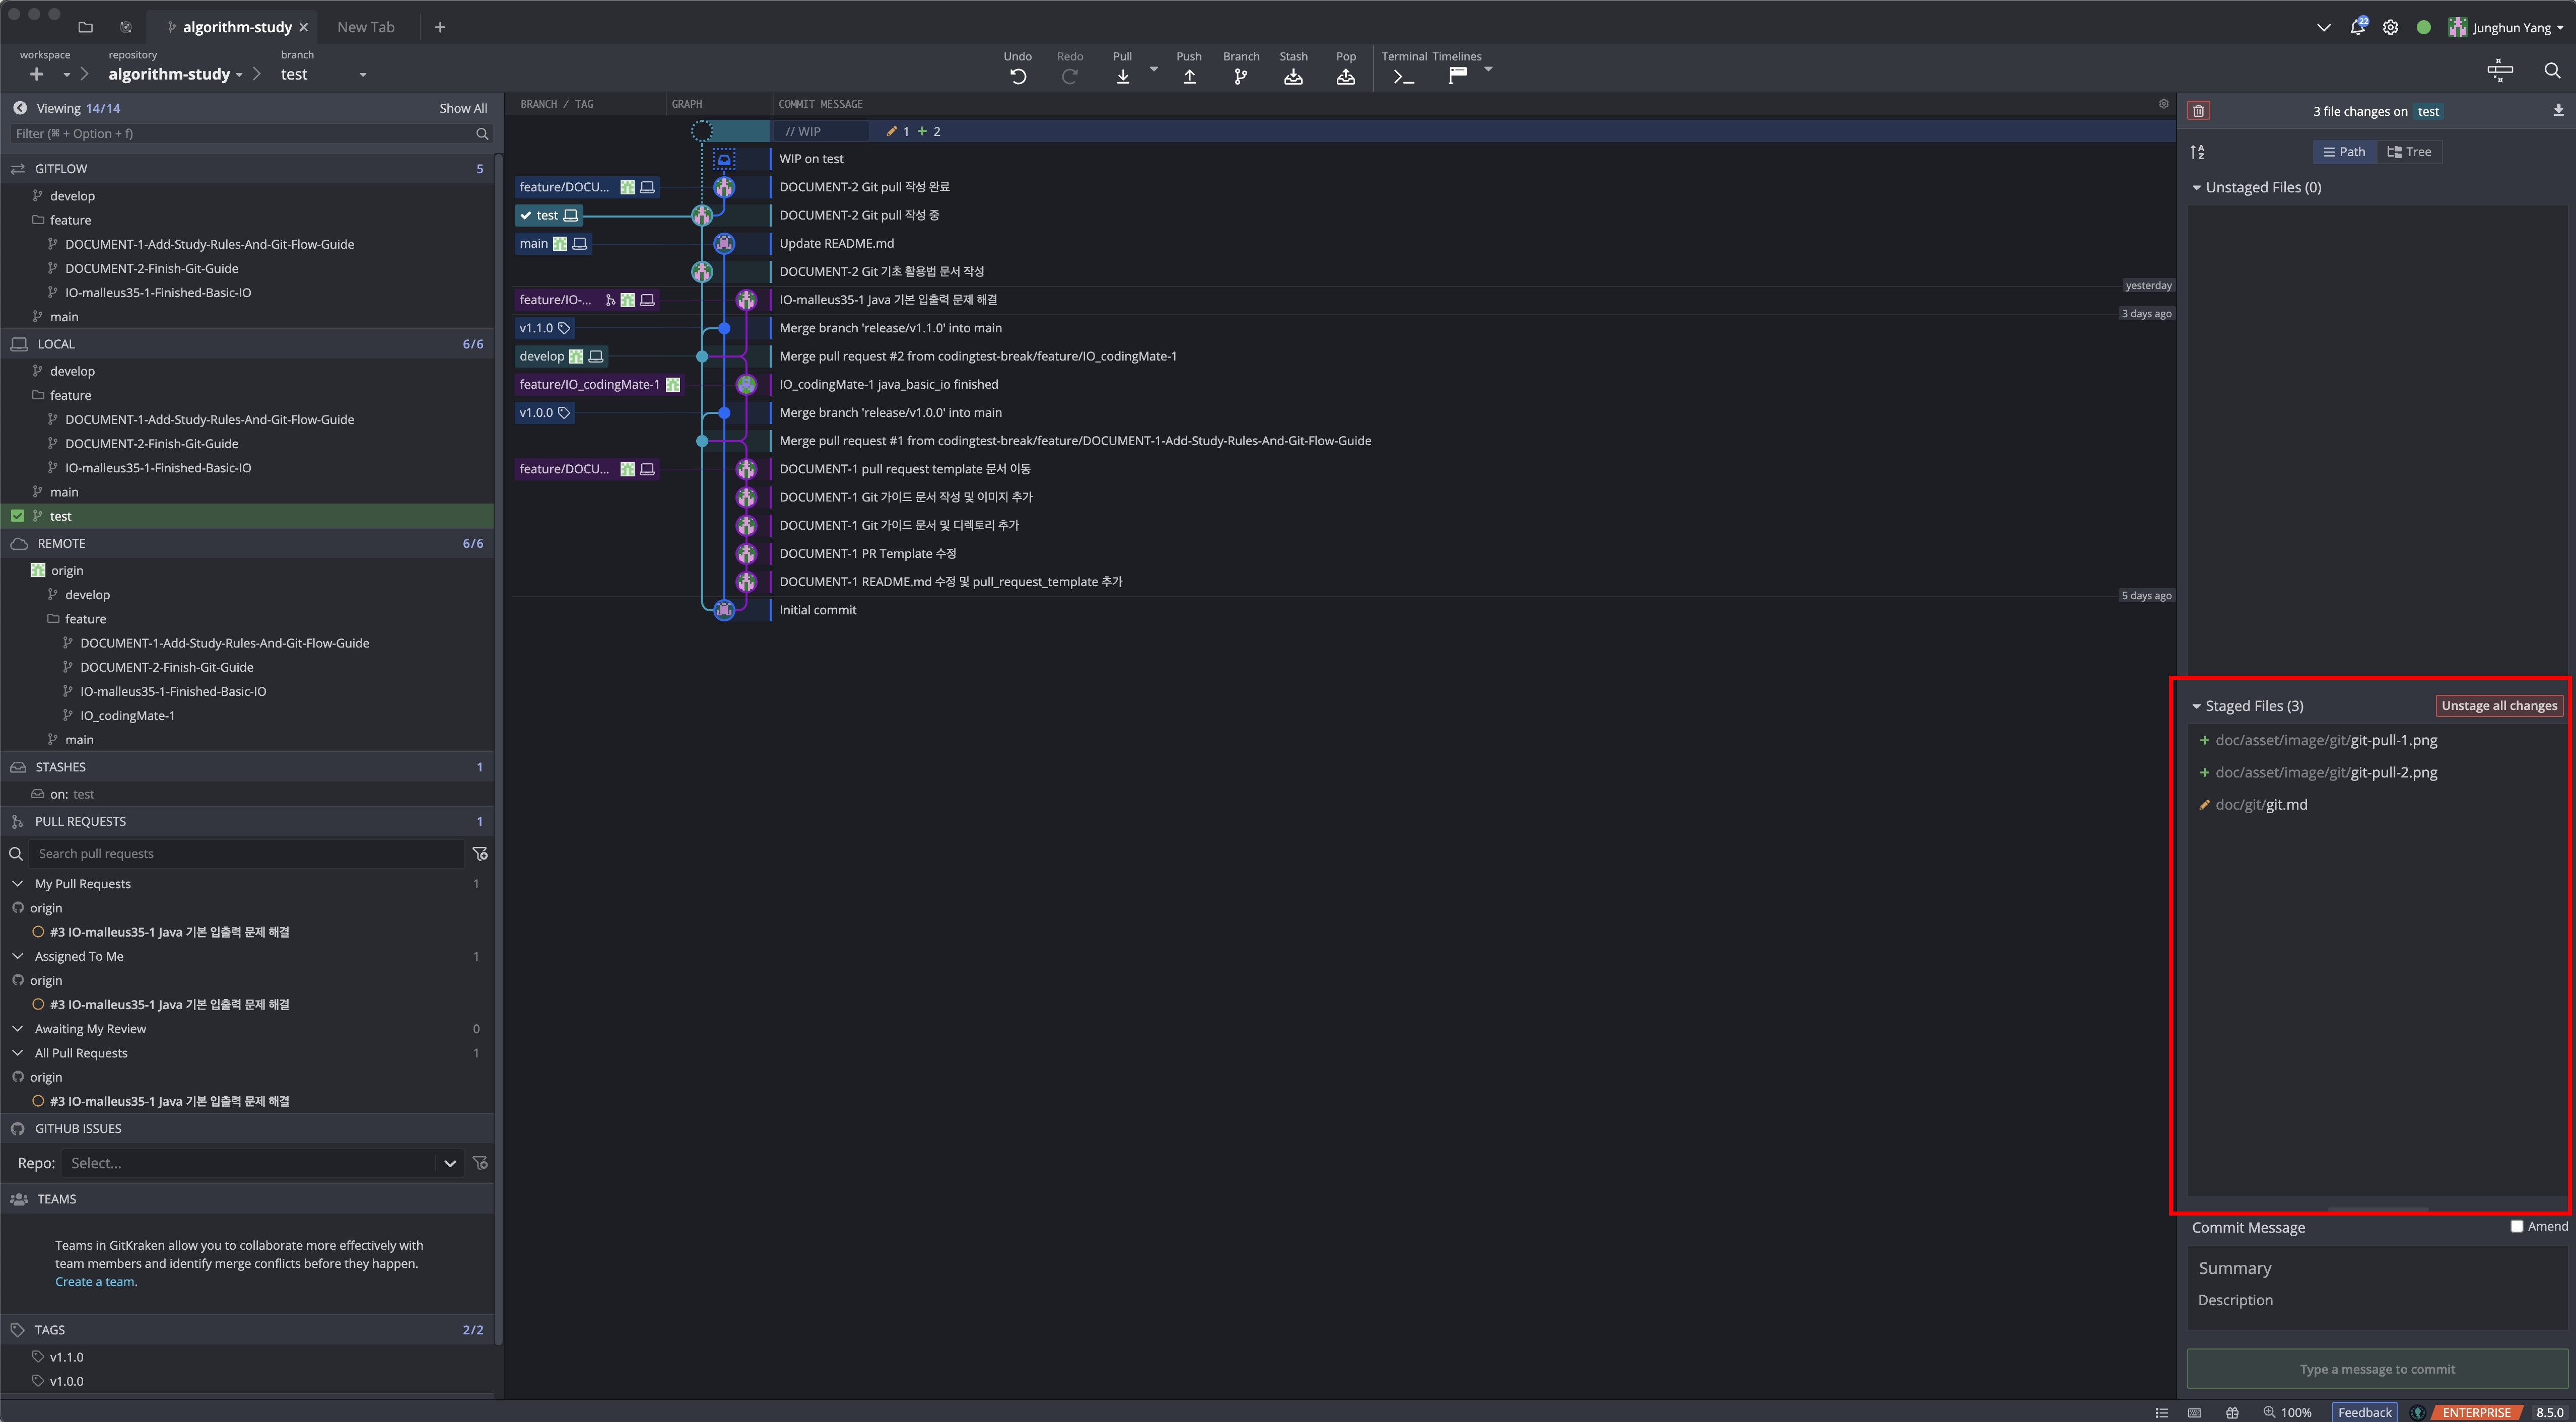 algorithm-study
New Tab
22
Junghun Yang
workspace
repository
algorithm-study
branch
test
Undo
Redo
Pull
Push
Branch
Stash
Pop
Terminal
Timelines
Viewing 14/14
Show All
Filter (⌘ + Option + f)
GITFLOW 5
develop
feature
DOCUMENT-1-Add-Study-Rules-And-Git-Flow-Guide
DOCUMENT-2-Finish-Git-Guide
IO-malleus35-1-Finished-Basic-IO
main
LOCAL 6/6
develop
feature
DOCUMENT-1-Add-Study-Rules-And-Git-Flow-Guide
DOCUMENT-2-Finish-Git-Guide
IO-malleus35-1-Finished-Basic-IO
main
test
REMOTE 6/6
origin
develop
feature
DOCUMENT-1-Add-Study-Rules-And-Git-Flow-Guide
DOCUMENT-2-Finish-Git-Guide
IO-malleus35-1-Finished-Basic-IO
IO_codingMate-1
main
STASHES 1
on: test
PULL REQUESTS 1
Search pull requests
My Pull Requests 1
origin
#3 IO-malleus35-1 Java 기본 입출력 문제 해결
Assigned To Me 1
origin
#3 IO-malleus35-1 Java 기본 입출력 문제 해결
Awaiting My Review 0
All Pull Requests 1
origin
#3 IO-malleus35-1 Java 기본 입출력 문제 해결
GITHUB ISSUES
Repo: Select...
TEAMS
Teams in GitKraken allow you to collaborate more effectively with
team members and identify merge conflicts before they happen.
Create a team.
TAGS 2/2
v1.1.0
v1.0.0
BRANCH / TAG GRAPH COMMIT MESSAGE
// WIP 1 + 2
WIP on test
feature/DOCU... DOCUMENT-2 Git pull 작성 완료
test DOCUMENT-2 Git pull 작성 중
main Update README.md
DOCUMENT-2 Git 기초 활용법 문서 작성
yesterday
feature/IO-... IO-malleus35-1 Java 기본 입출력 문제 해결
3 days ago
v1.1.0 Merge branch 'release/v1.1.0' into main
develop Merge pull request #2 from codingtest-break/feature/IO_codingMate-1
feature/IO_codingMate-1 IO_codingMate-1 java_basic_io finished
v1.0.0 Merge branch 'release/v1.0.0' into main
Merge pull request #1 from codingtest-break/feature/DOCUMENT-1-Add-Study-Rules-And-Git-Flow-Guide
feature/DOCU... DOCUMENT-1 pull request template 문서 이동
DOCUMENT-1 Git 가이드 문서 작성 및 이미지 추가
DOCUMENT-1 Git 가이드 문서 및 디렉토리 추가
DOCUMENT-1 PR Template 수정
DOCUMENT-1 README.md 수정 및 pull_request_template 추가
5 days ago
Initial commit
3 file changes on test
A
Z
Path
Tree
Unstaged Files (0)
Staged Files (3)
Unstage all changes
+ doc/asset/image/git/git-pull-1.png
+ doc/asset/image/git/git-pull-2.png
doc/git/git.md
Commit Message
Amend
Summary
Description
Type a message to commit
100%
Feedback
ENTERPRISE
8.5.0